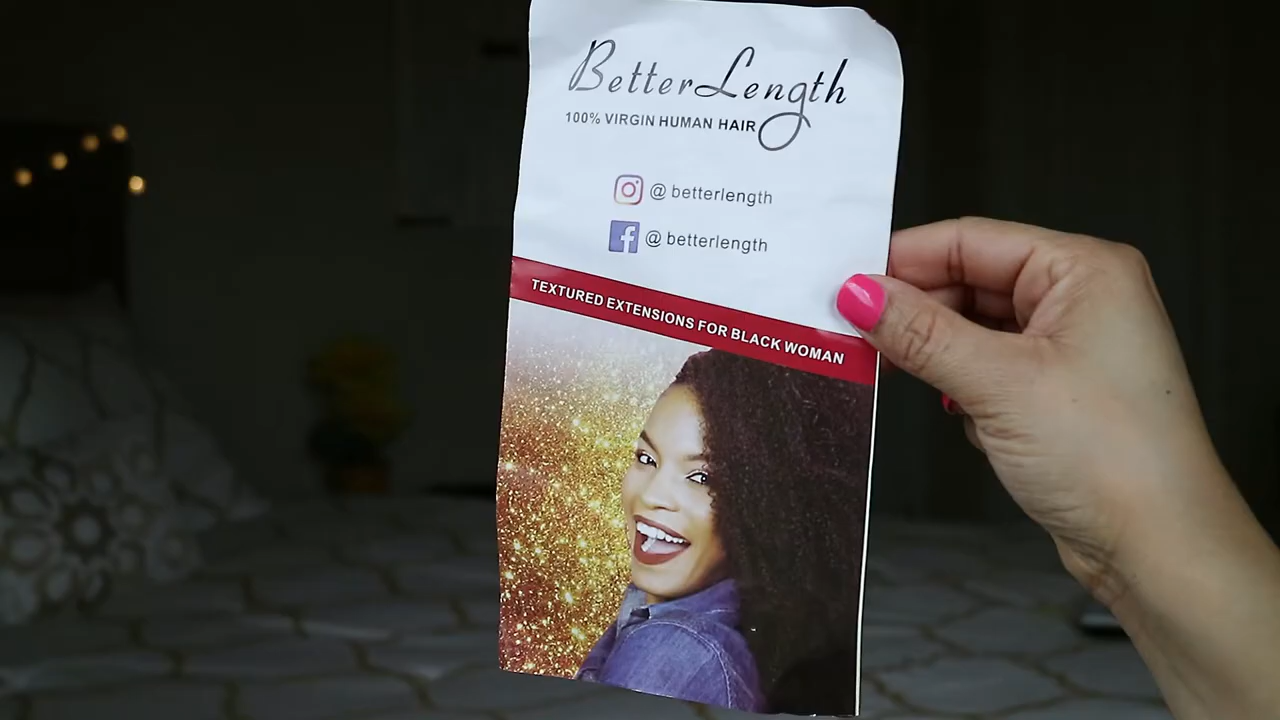 BetterLength
100% VIRGIN HUMAN HAIR
@ betterlength
@ betterlength
TEXTURED EXTENSIONS FOR BLACK WOMAN